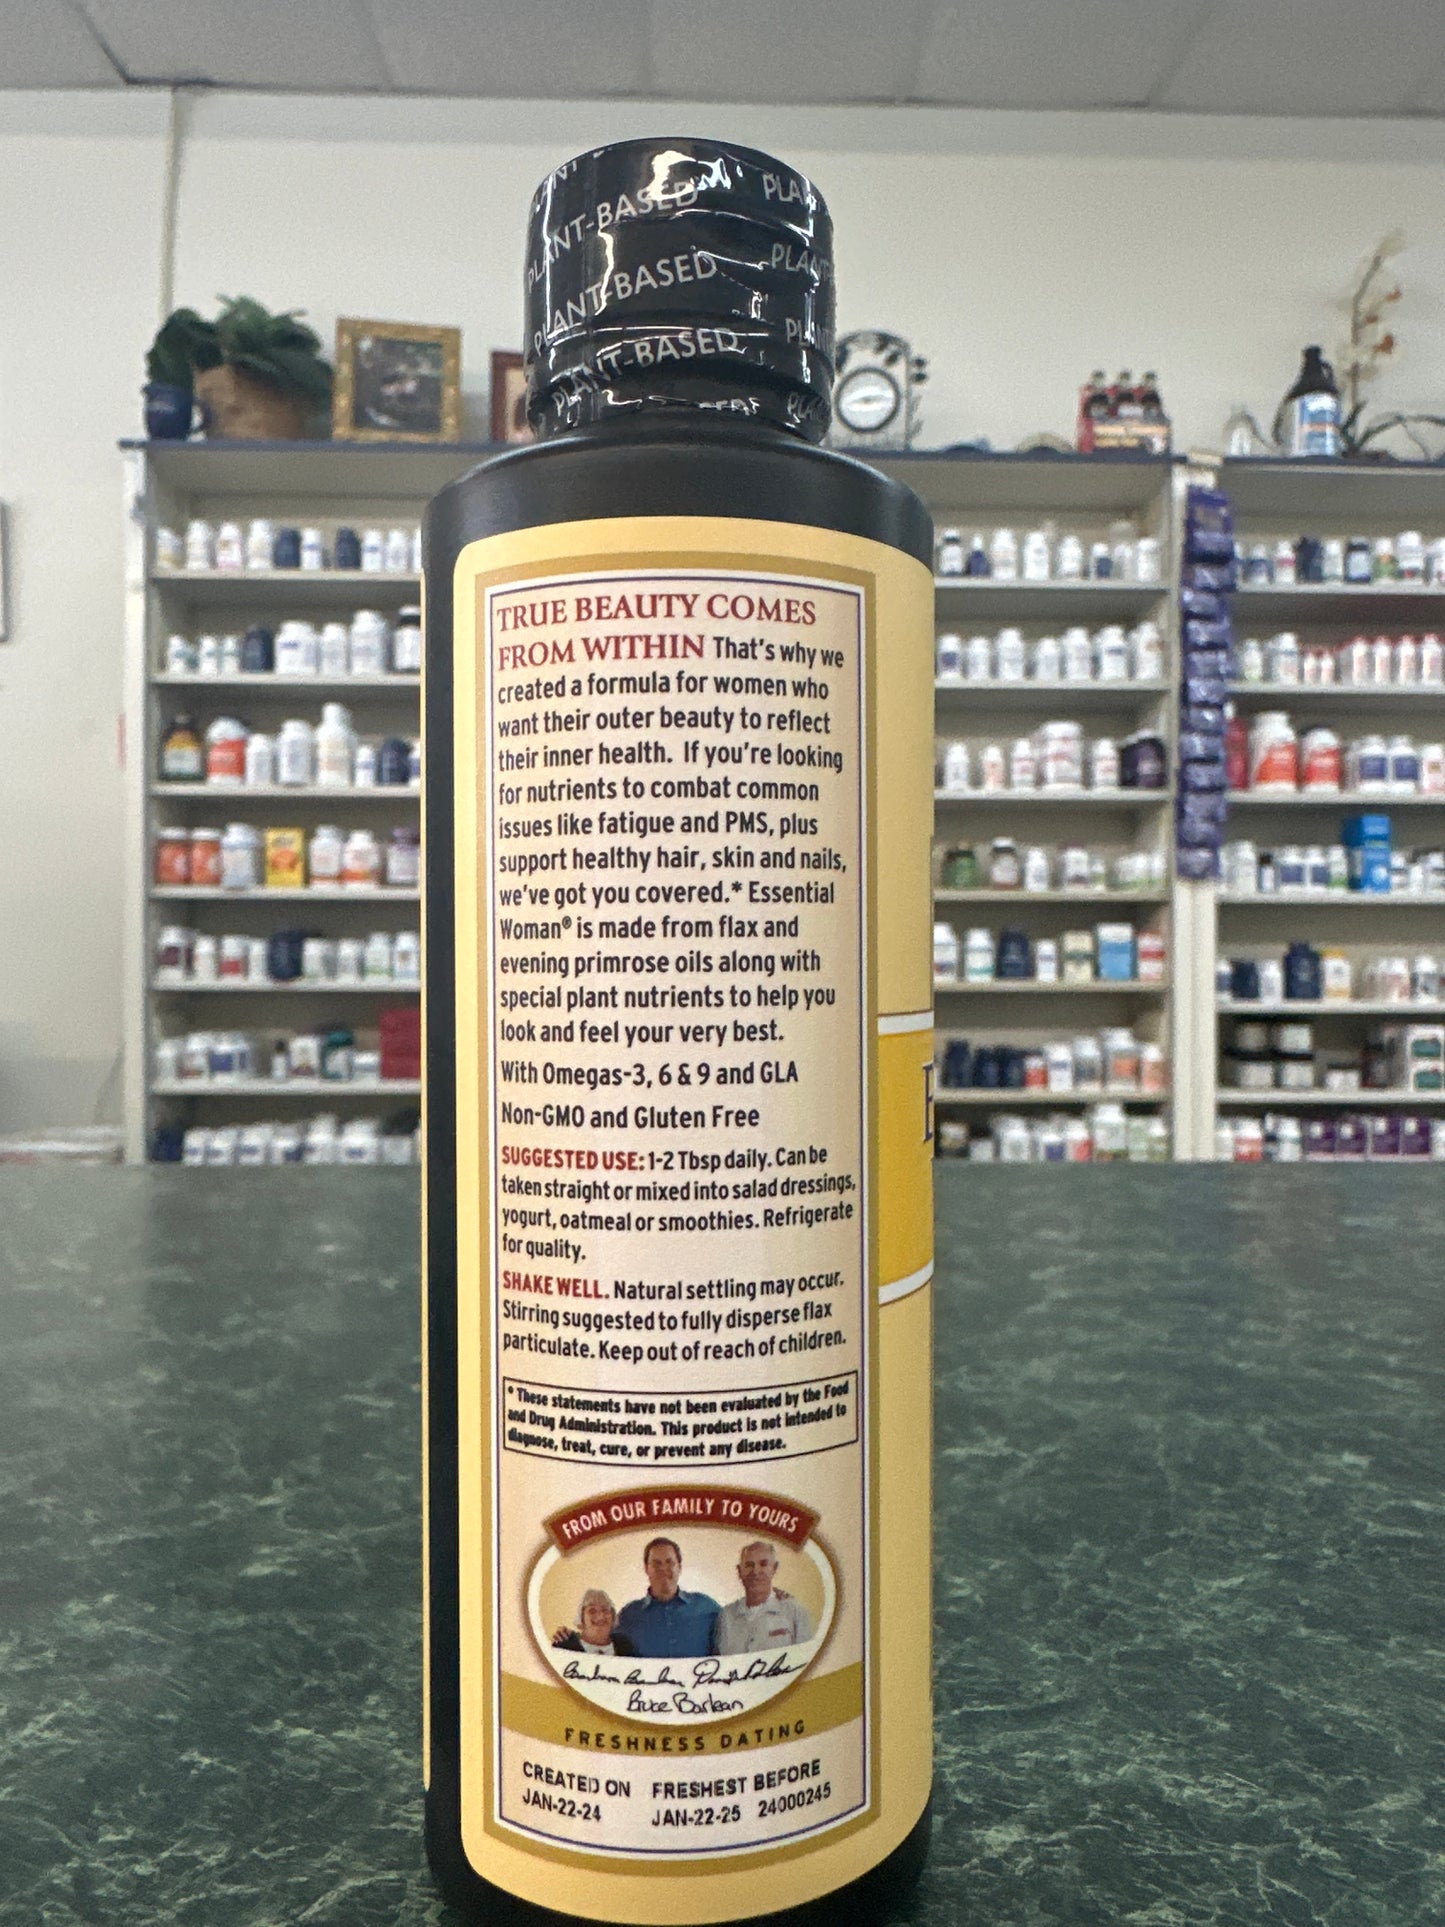 PLANT-BASED
PLANT-BASED
PLANT-BASED
TRUE BEAUTY COMES
FROM WITHIN That's why we
created a formula for women who
want their outer beauty to reflect
their inner health. If you're looking
for nutrients to combat common
issues like fatigue and PMS, plus
support healthy hair, skin and nails,
we've got you covered.* Essential
Woman® is made from flax and
evening primrose oils along with
special plant nutrients to help you
look and feel your very best.
With Omegas-3, 6 & 9 and GLA
Non-GMO and Gluten Free
SUGGESTED USE: 1-2 Tbsp daily. Can be
taken straight or mixed into salad dressings,
yogurt, oatmeal or smoothies. Refrigerate
for quality.
SHAKE WELL. Natural settling may occur.
Stirring suggested to fully disperse flax
particulate. Keep out of reach of children.
* These statements have not been evaluated by the Food
and Drug Administration. This product is not intended to
diagnose, treat, cure, or prevent any disease.
FROM OUR FAMILY TO YOURS
Bruce Barlean
FRESHNESS DATING
CREATED ON FRESHEST BEFORE
JAN-22-24 JAN-22-25 24000245